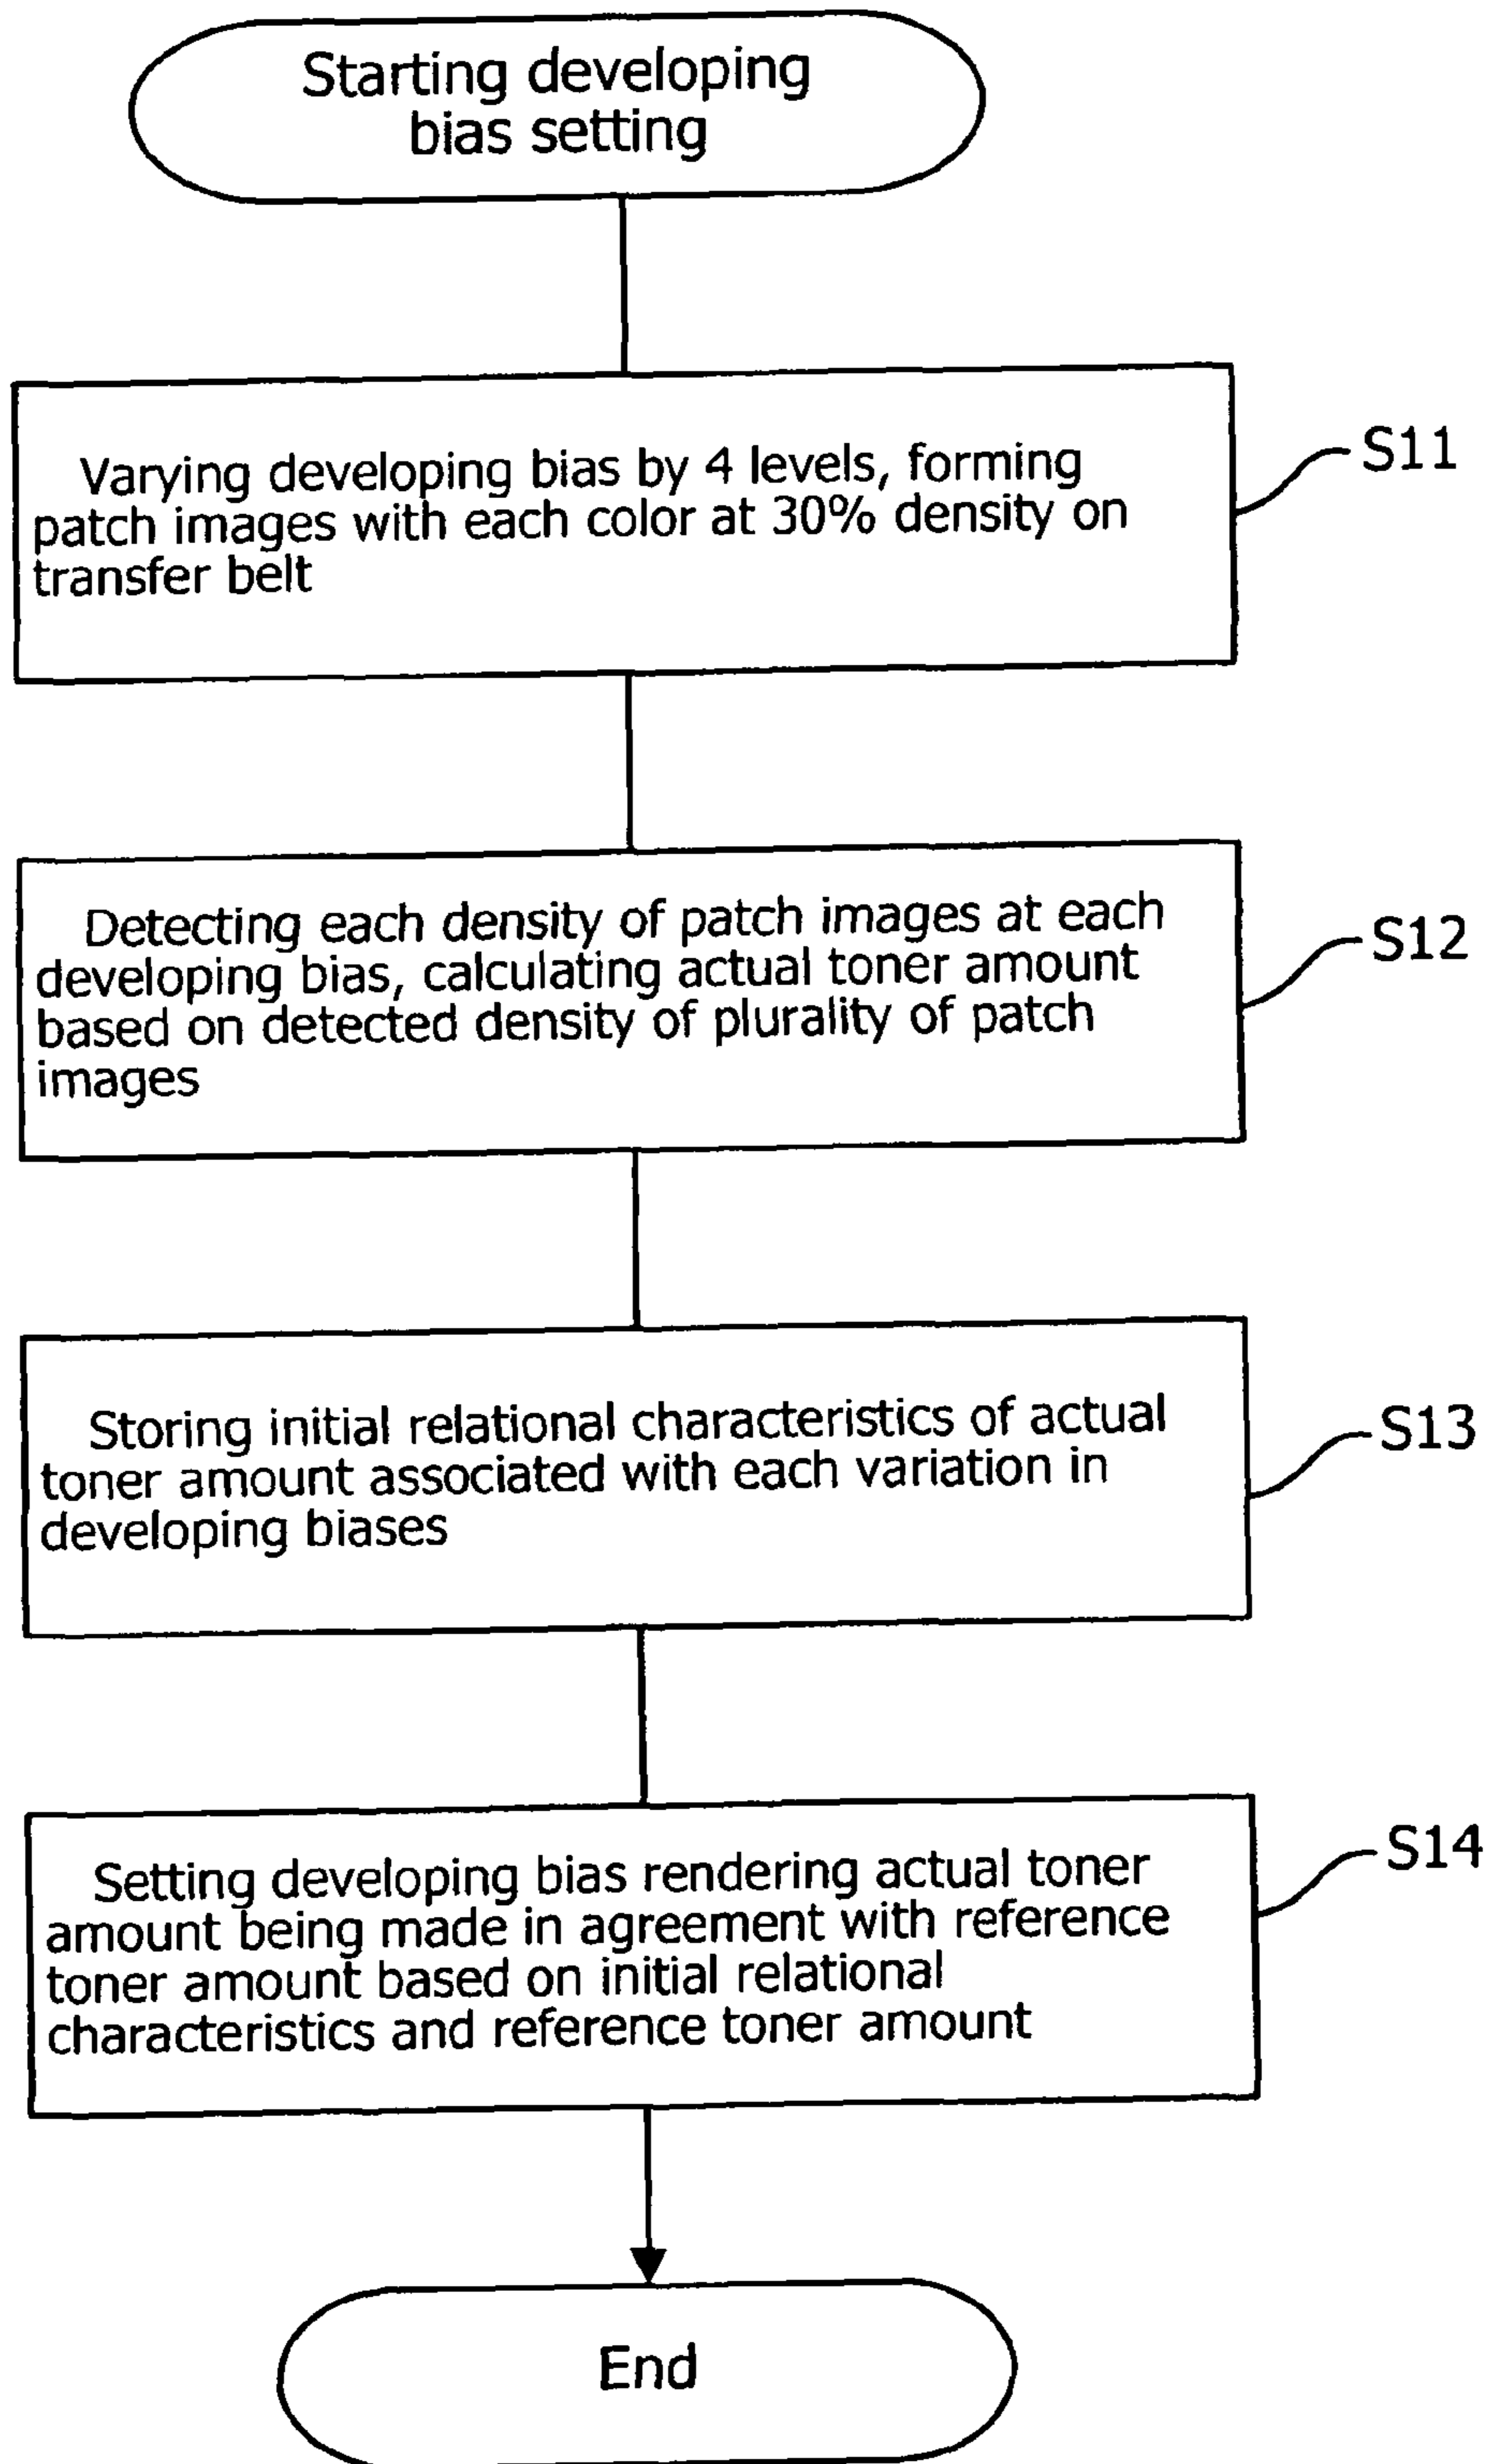 Starting developing
bias setting
Varying developing bias by 4 levels, forming
patch images with each color at 30% density on
transfer belt
S11
Detecting each density of patch images at each
developing bias, calculating actual toner amount
based on detected density of plurality of patch
images
S12
Storing initial relational characteristics of actual
toner amount associated with each variation in
developing biases
S13
Setting developing bias rendering actual toner
amount being made in agreement with reference
toner amount based on initial relational
characteristics and reference toner amount
S14
End